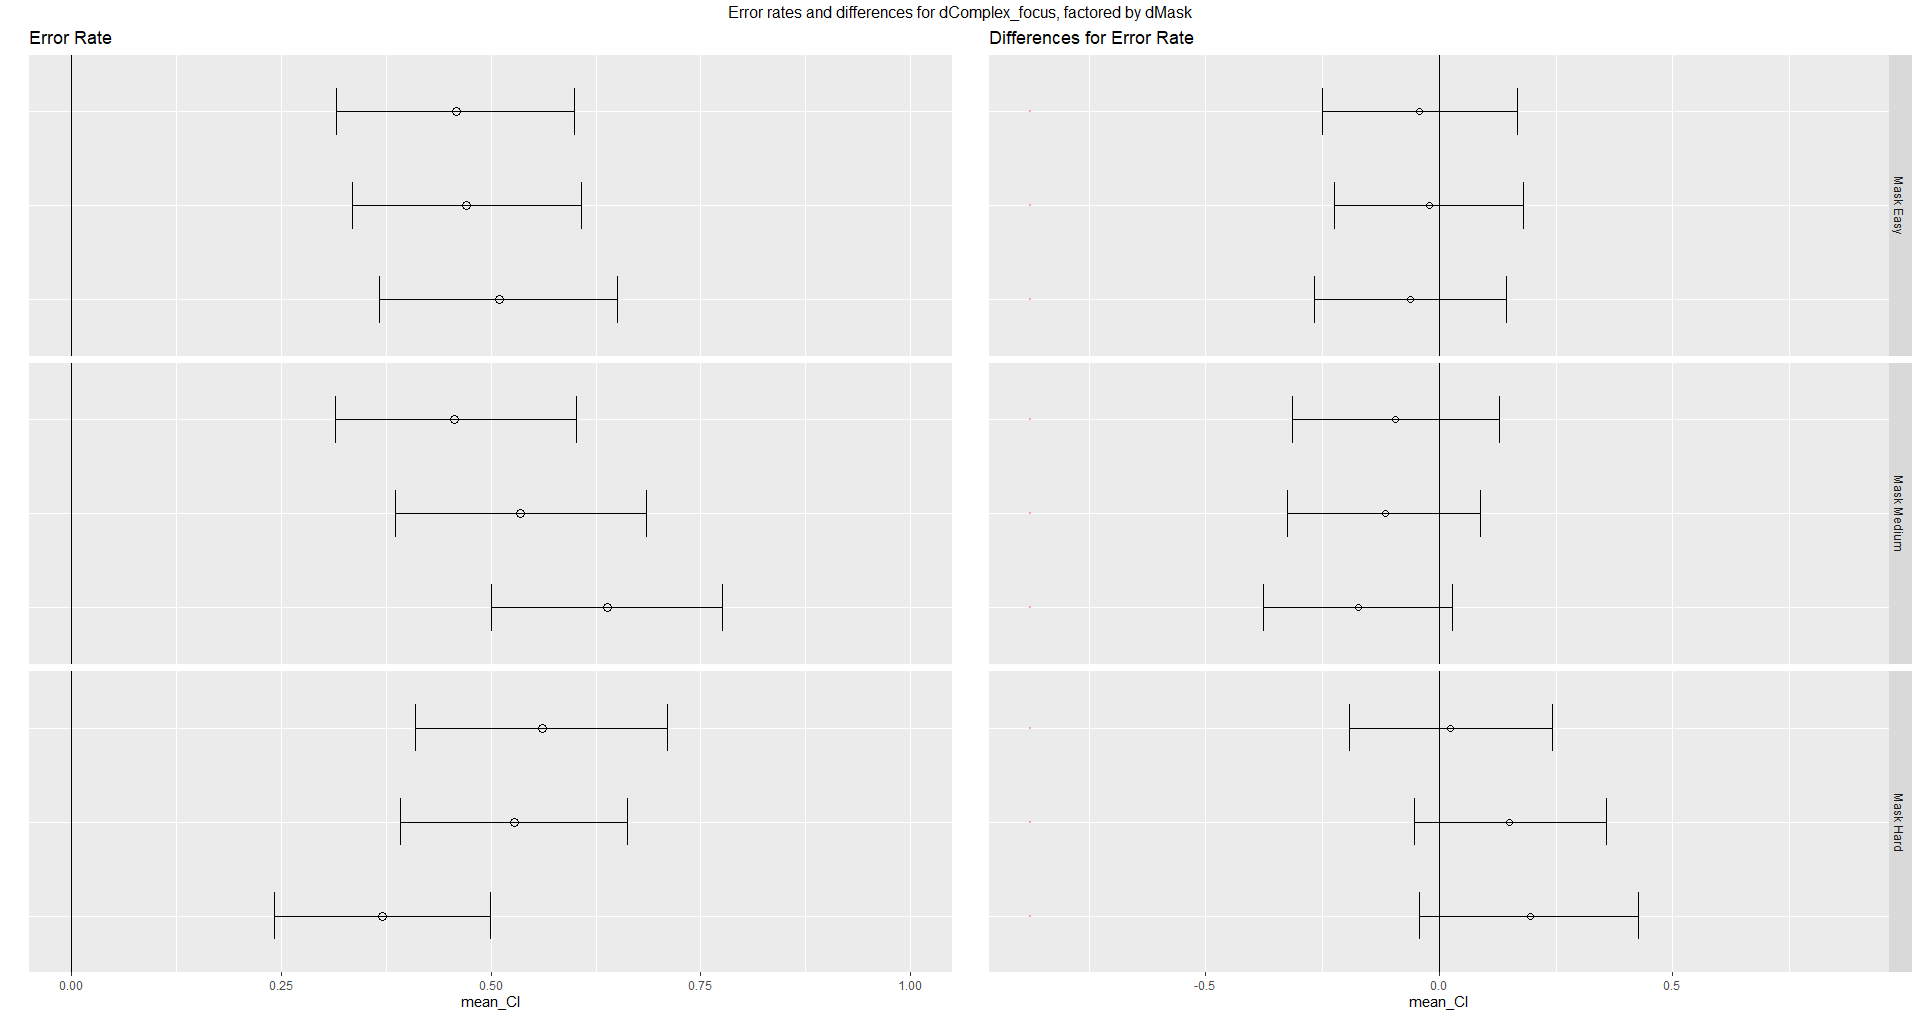 Error rates and differences for dComplex_focus, factored by dMask
Error Rate
Differences for Error Rate
Mask Easy
Mask Medium
Mask Hard
0.00 0.25 0.50 0.75 1.00
mean_CI
-0.5 0.0 0.5
mean_CI